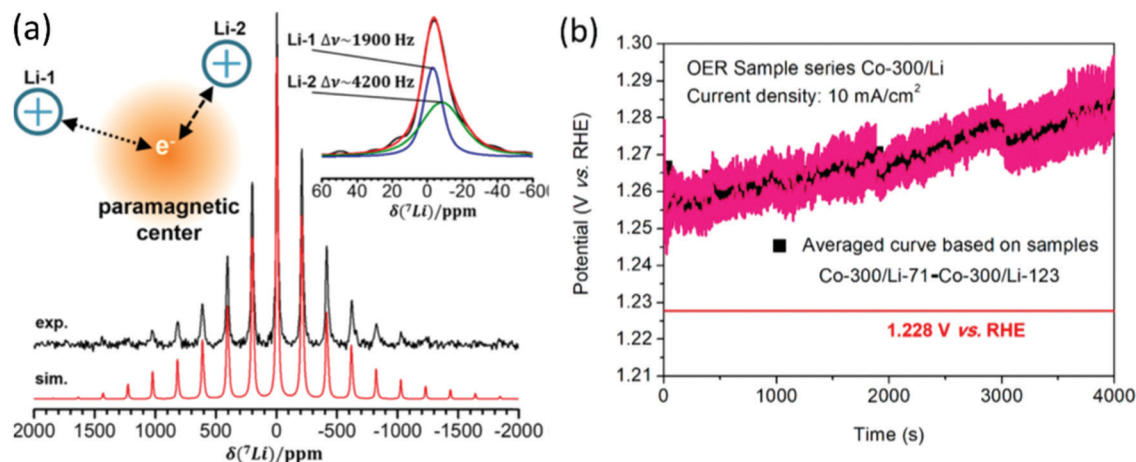 (a)
Li-1
Li-2
e-
paramagnetic
center
Li-1 Δν~1900 Hz
Li-2 Δν~4200 Hz
60 40 20 0 -20 -40 -60
δ(⁷Li)/ppm
exp.
sim.
2000 1500 1000 500 0 -500 -1000 -1500 -2000
δ(⁷Li)/ppm
(b)
1.30
1.29
1.28
1.27
1.26
1.25
1.24
1.23
1.22
1.21
Potential (V vs. RHE)
OER Sample series Co-300/Li
Current density: 10 mA/cm²
Averaged curve based on samples
Co-300/Li-71-Co-300/Li-123
1.228 V vs. RHE
0 1000 2000 3000 4000
Time (s)